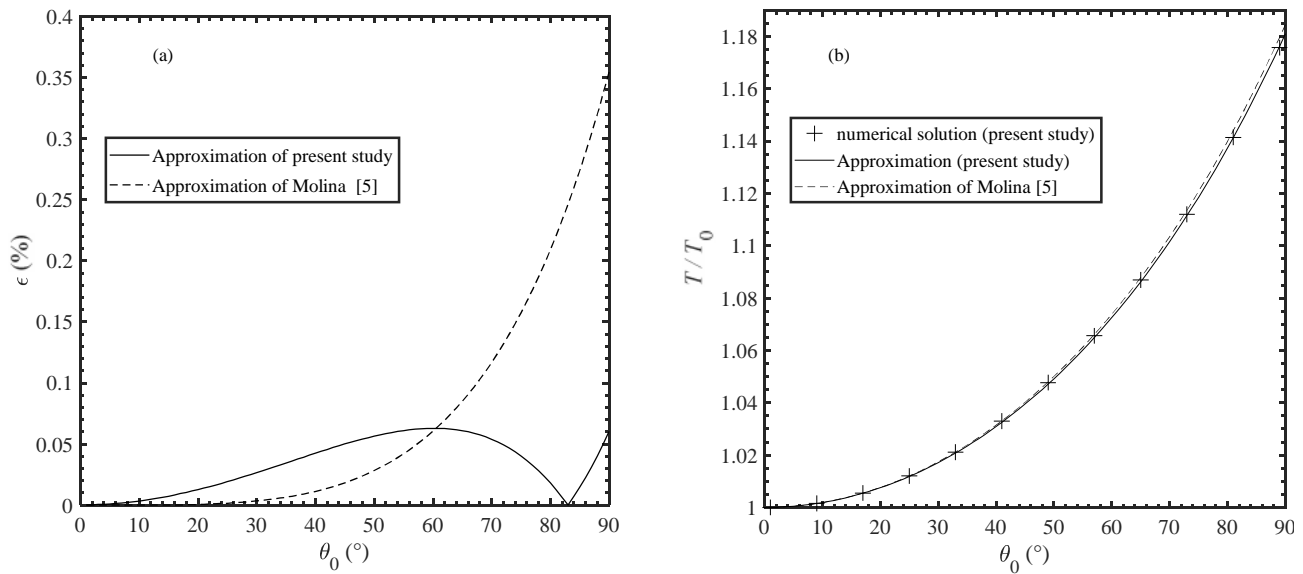 (a)
0.4
0.35
0.3
0.25
0.2
0.15
0.1
0.05
0
ϵ (%)
Approximation of present study
Approximation of Molina [5]
0 10 20 30 40 50 60 70 80 90
θ0 (°)
(b)
1.18
1.16
1.14
1.12
1.1
1.08
1.06
1.04
1.02
1
T / T0
numerical solution (present study)
Approximation (present study)
Approximation of Molina [5]
0 10 20 30 40 50 60 70 80 90
θ0 (°)